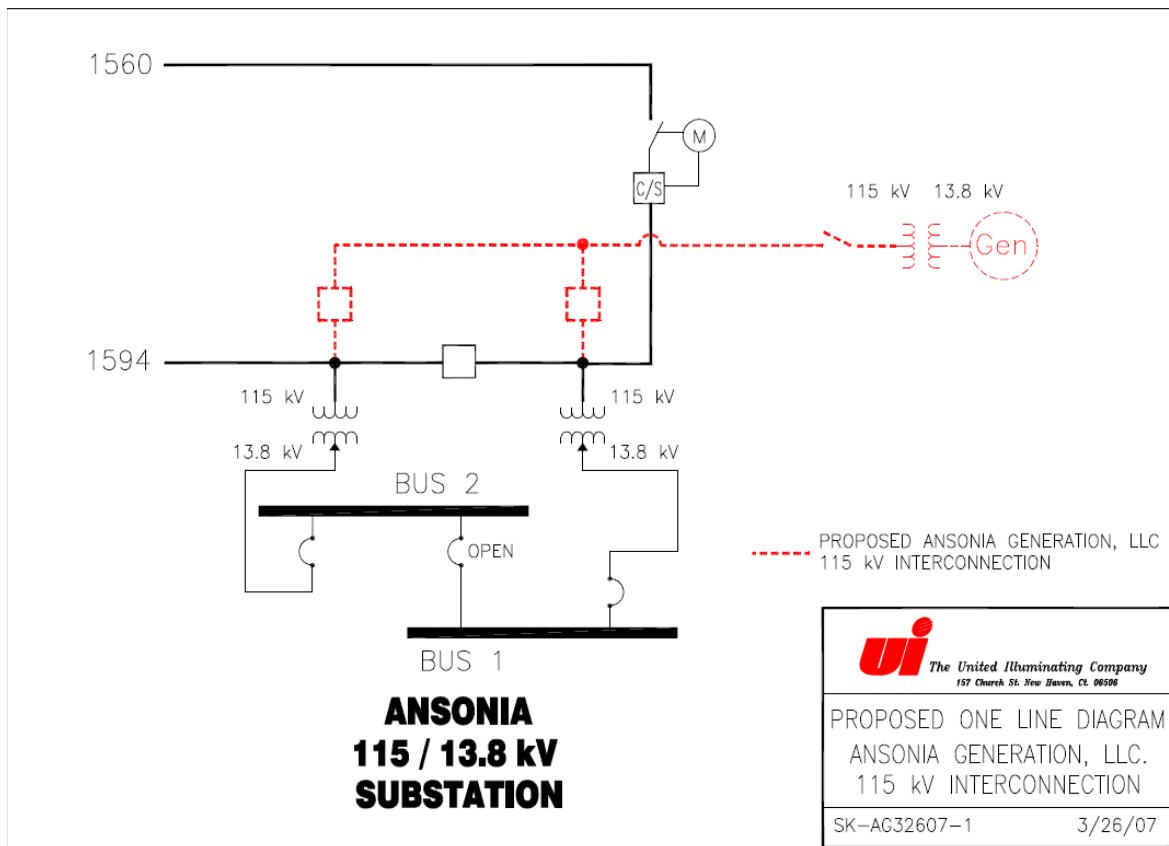 1560
M
C/S
115 kV 13.8 kV
Gen
1594
115 kV
115 kV
13.8 kV
13.8 kV
BUS 2
OPEN
BUS 1
PROPOSED ANSONIA GENERATION, LLC
115 kV INTERCONNECTION
ANSONIA
115 / 13.8 kV
SUBSTATION
ui
The United Illuminating Company
157 Church St. New Haven, Ct. 06506
PROPOSED ONE LINE DIAGRAM
ANSONIA GENERATION, LLC.
115 kV INTERCONNECTION
SK-AG32607-1 3/26/07